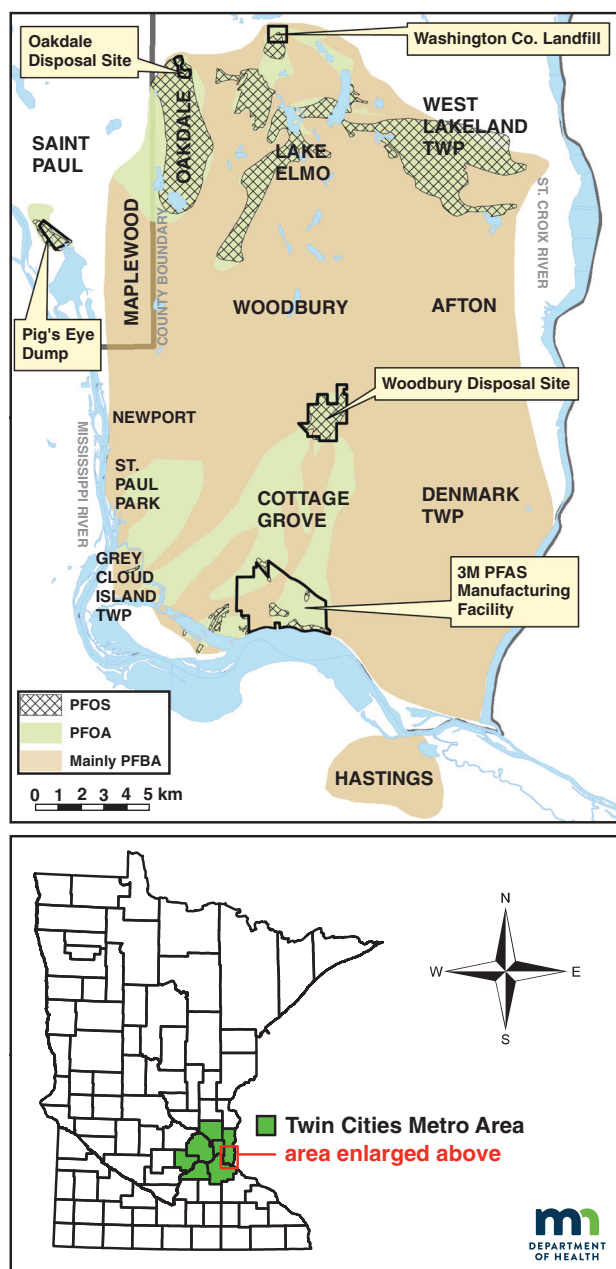 Oakdale
Disposal Site
Washington Co. Landfill
SAINT
PAUL
OAKDALE
WEST
LAKELAND
TWP
LAKE
ELMO
ST. CROIX RIVER
MAPLEWOOD
COUNTY BOUNDARY
WOODBURY
AFTON
Pig's Eye
Dump
Woodbury Disposal Site
NEWPORT
MISSISSIPPI RIVER
ST.
PAUL
PARK
COTTAGE
GROVE
DENMARK
TWP
GREY
CLOUD
ISLAND
TWP
3M PFAS
Manufacturing
Facility
PFOS
PFOA
Mainly PFBA
HASTINGS
0 1 2 3 4 5 km
N
W E
S
Twin Cities Metro Area
area enlarged above
mn
DEPARTMENT
OF HEALTH